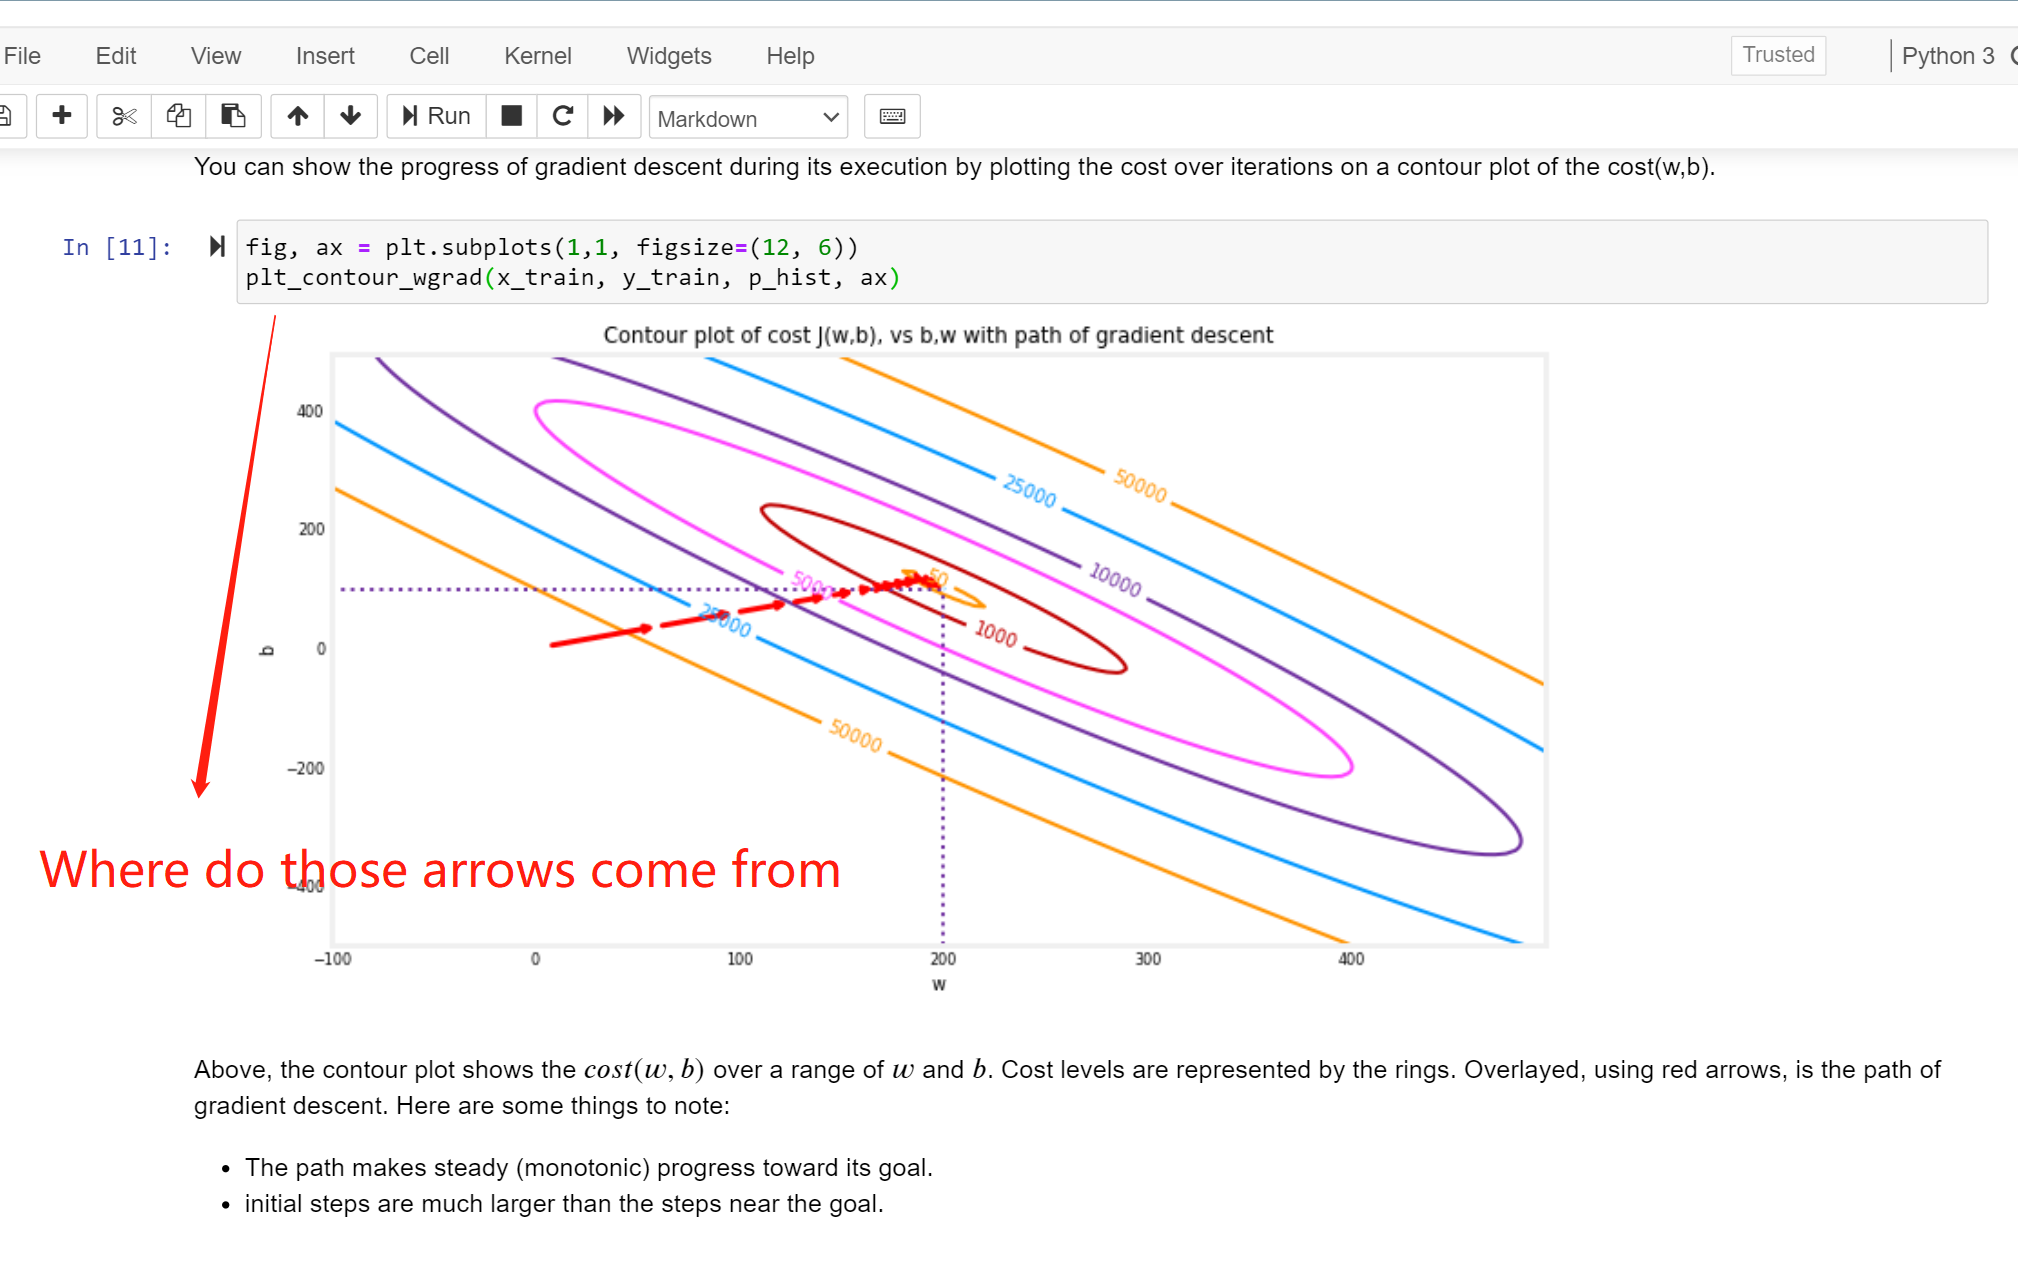 File Edit View Insert Cell Kernel Widgets Help Trusted Python 3
Run Markdown
You can show the progress of gradient descent during its execution by plotting the cost over iterations on a contour plot of the cost(w,b).
In [11]: fig, ax = plt.subplots(1,1, figsize=(12, 6))
plt_contour_wgrad(x_train, y_train, p_hist, ax)
Contour plot of cost J(w,b), vs b,w with path of gradient descent
400
200
0
−200
−400
b
50000
25000
10000
5000
50
1000
25000
50000
Where do those arrows come from
−100 0 100 200 300 400
w
Above, the contour plot shows the cost(w, b) over a range of w and b. Cost levels are represented by the rings. Overlayed, using red arrows, is the path of
gradient descent. Here are some things to note:
• The path makes steady (monotonic) progress toward its goal.
• initial steps are much larger than the steps near the goal.